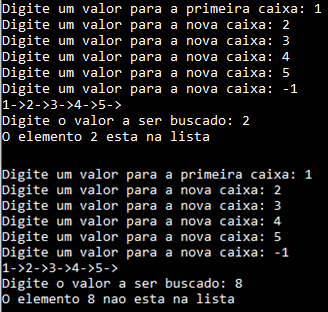 Digite um valor para a primeira caixa: 1
Digite um valor para a nova caixa: 2
Digite um valor para a nova caixa: 3
Digite um valor para a nova caixa: 4
Digite um valor para a nova caixa: 5
Digite um valor para a nova caixa: -1
1->2->3->4->5->
Digite o valor a ser buscado: 2
O elemento 2 esta na lista
Digite um valor para a primeira caixa: 1
Digite um valor para a nova caixa: 2
Digite um valor para a nova caixa: 3
Digite um valor para a nova caixa: 4
Digite um valor para a nova caixa: 5
Digite um valor para a nova caixa: -1
1->2->3->4->5->
Digite o valor a ser buscado: 8
O elemento 8 nao esta na lista